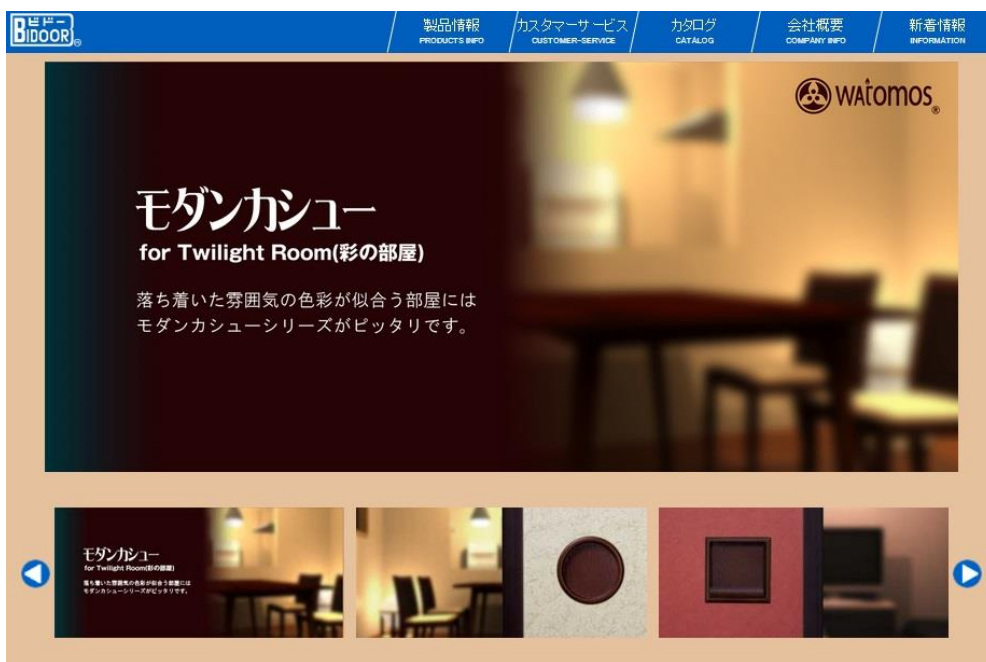 ビドー
BIDOOR®
製品情報
PRODUCTS INFO
カスタマーサービス
CUSTOMER-SERVICE
カタログ
CATALOG
会社概要
COMPANY INFO
新着情報
INFORMATION
watomos®
モダンカシュー
for Twilight Room(彩の部屋)
落ち着いた雰囲気の色彩が似合う部屋には
モダンカシューシリーズがピッタリです。
モダンカシュー
for Twilight Room(彩の部屋)
落ち着いた雰囲気の色彩が似合う部屋には
モダンカシューシリーズがピッタリです。